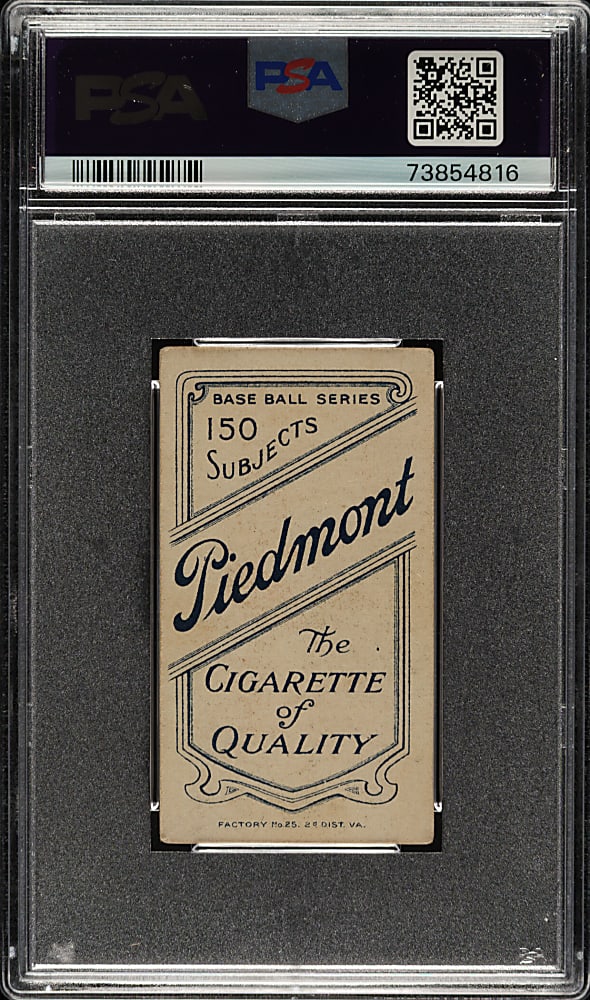 PSA
PSA
73854816
BASE BALL SERIES
150
SUBJECTS
Piedmont
The
CIGARETTE
of
QUALITY
FACTORY No.25. 2d DIST. VA.